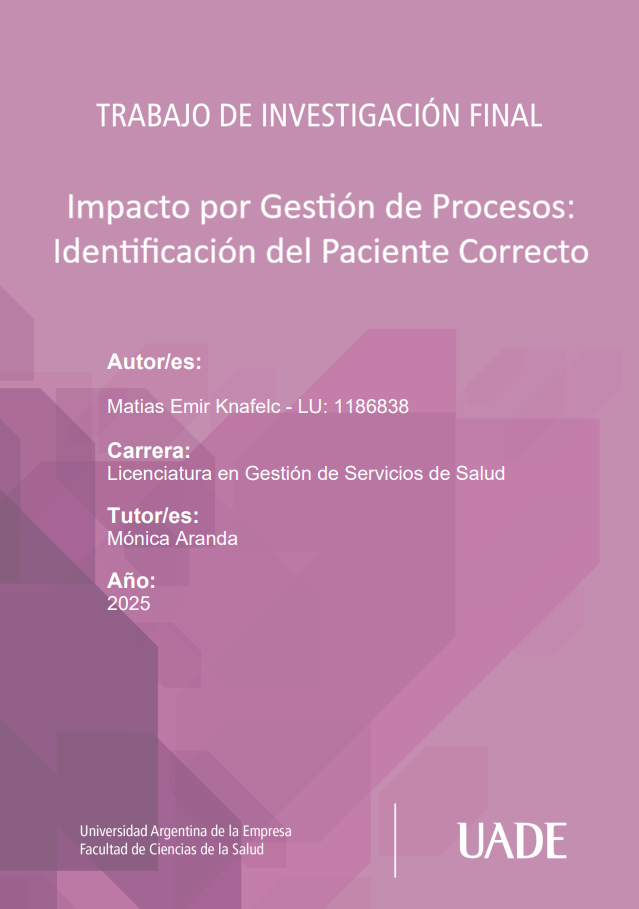 TRABAJO DE INVESTIGACIÓN FINAL
Impacto por Gestión de Procesos:
Identificación del Paciente Correcto
Autor/es:
Matias Emir Knafelc - LU: 1186838
Carrera:
Licenciatura en Gestión de Servicios de Salud
Tutor/es:
Mónica Aranda
Año:
2025
Universidad Argentina de la Empresa
Facultad de Ciencias de la Salud
UADE